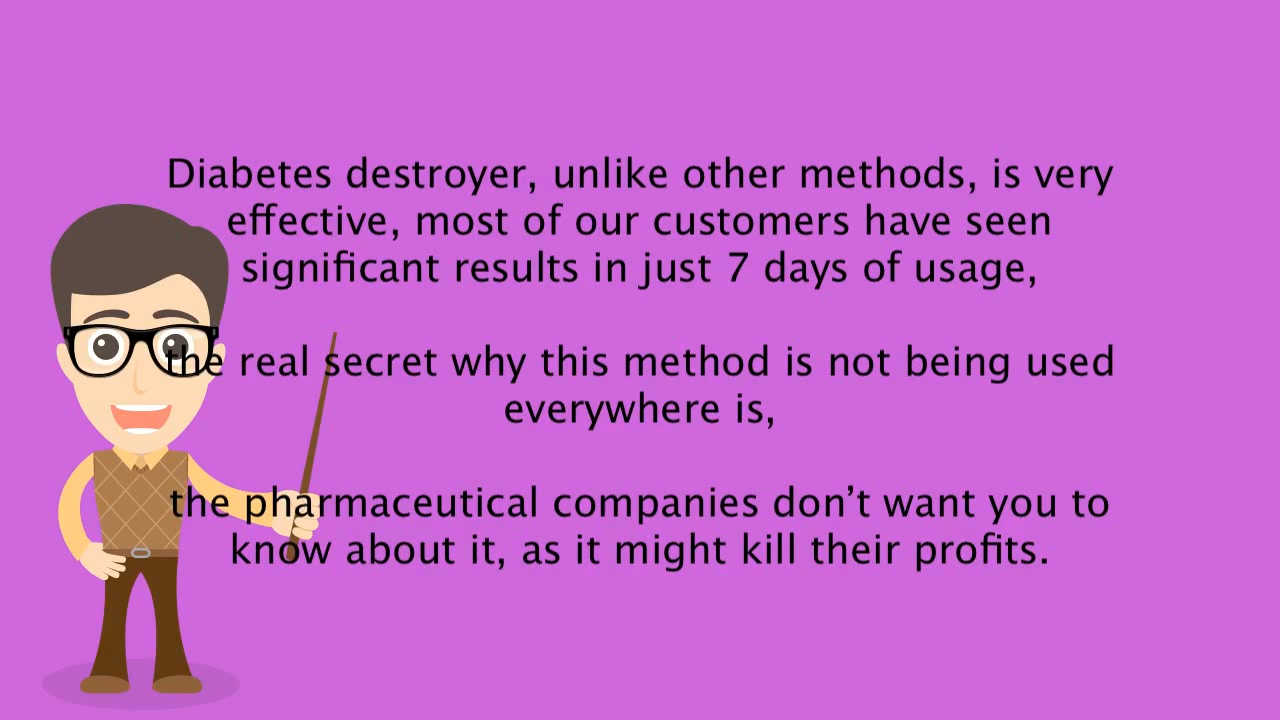 Diabetes destroyer, unlike other methods, is very
effective, most of our customers have seen
significant results in just 7 days of usage,
the real secret why this method is not being used
everywhere is,
the pharmaceutical companies don’t want you to
know about it, as it might kill their profits.